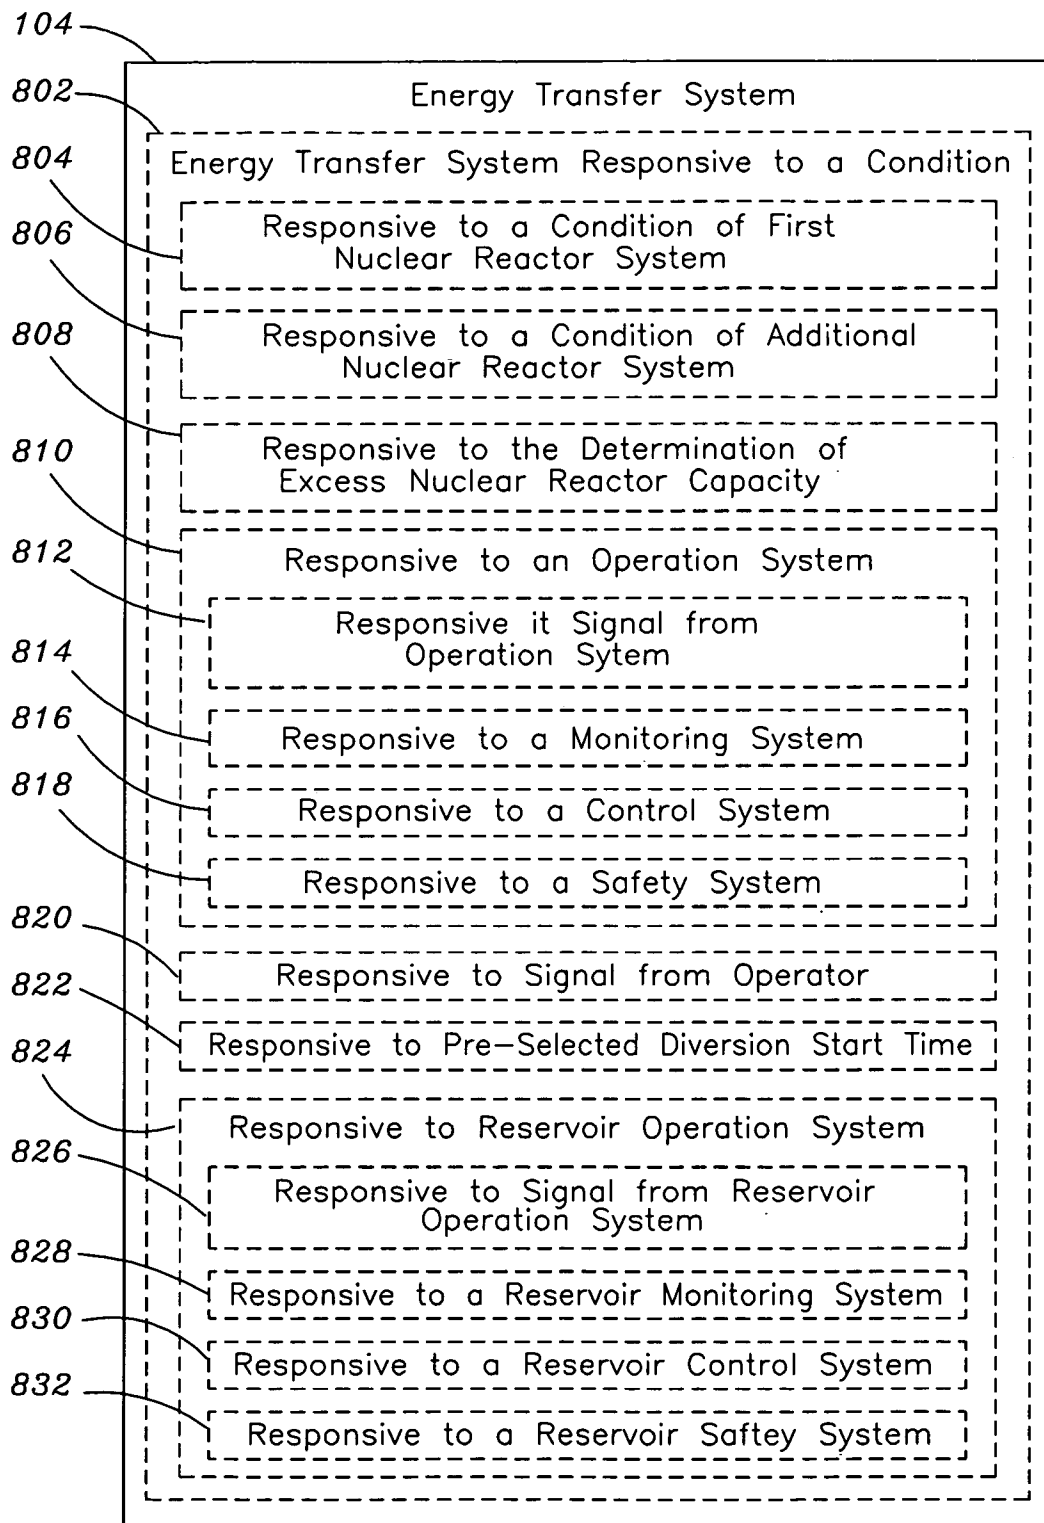 104
Energy Transfer System
802
Energy Transfer System Responsive to a Condition
804
Responsive to a Condition of First
Nuclear Reactor System
806
Responsive to a Condition of Additional
Nuclear Reactor System
808
Responsive to the Determination of
Excess Nuclear Reactor Capacity
810
Responsive to an Operation System
812
Responsive it Signal from
Operation Sytem
814
Responsive to a Monitoring System
816
Responsive to a Control System
818
Responsive to a Safety System
820
Responsive to Signal from Operator
822
Responsive to Pre-Selected Diversion Start Time
824
Responsive to Reservoir Operation System
826
Responsive to Signal from Reservoir
Operation System
828
Responsive to a Reservoir Monitoring System
830
Responsive to a Reservoir Control System
832
Responsive to a Reservoir Saftey System